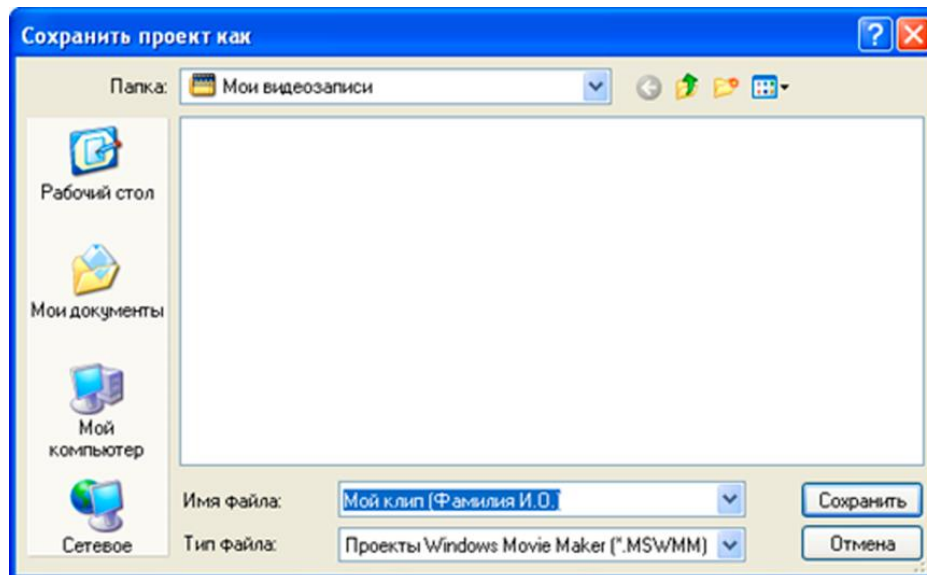 Сохранить проект как
Папка:
Мои видеозаписи
Рабочий стол
Мои документы
Мой
компьютер
Сетевое
Имя файла:
Мой клип (Фамилия И.О.)
Сохранить
Тип файла:
Проекты Windows Movie Maker (*.MSWMM)
Отмена